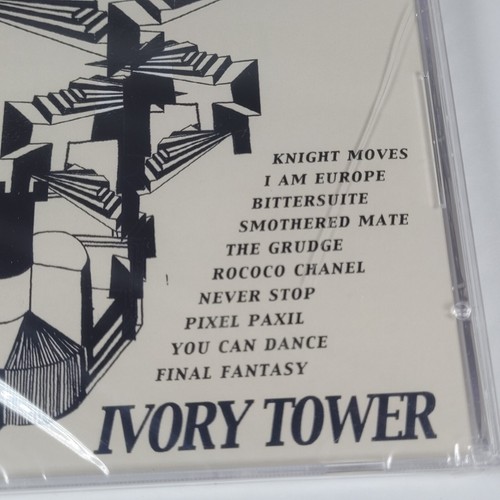 KNIGHT MOVES
I AM EUROPE
BITTERSUITE
SMOTHERED MATE
THE GRUDGE
ROCOCO CHANEL
NEVER STOP
PIXEL PAXIL
YOU CAN DANCE
FINAL FANTASY
IVORY TOWER